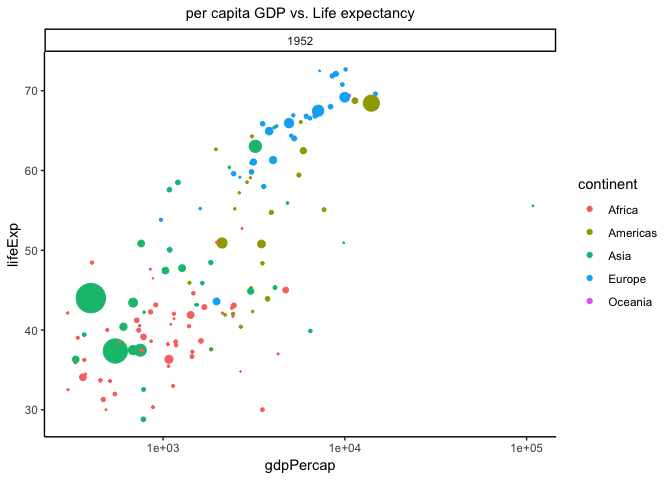 per capita GDP vs. Life expectancy
1952
70
60
50
40
30
lifeExp
1e+03
1e+04
1e+05
gdpPercap
continent
Africa
Americas
Asia
Europe
Oceania